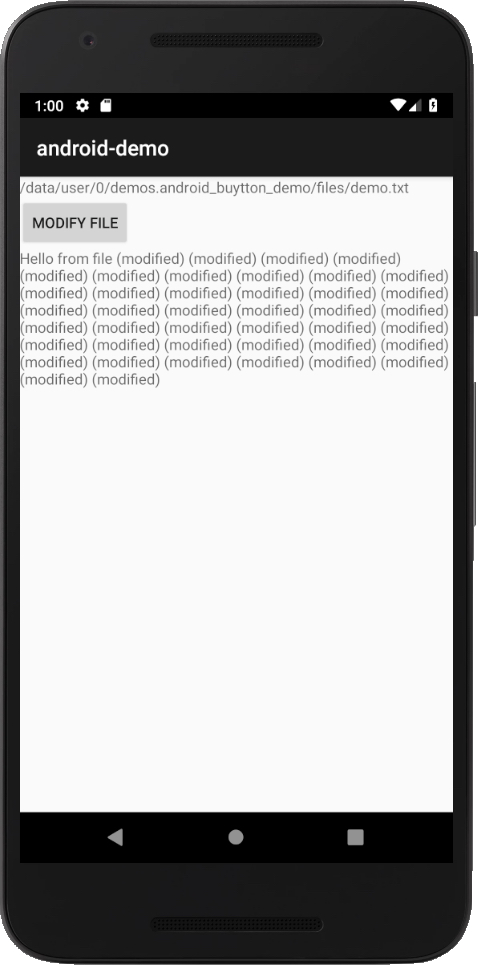 1:00
android-demo
/data/user/0/demos.android_buytton_demo/files/demo.txt
MODIFY FILE
Hello from file (modified) (modified) (modified) (modified)
(modified) (modified) (modified) (modified) (modified) (modified)
(modified) (modified) (modified) (modified) (modified) (modified)
(modified) (modified) (modified) (modified) (modified) (modified)
(modified) (modified) (modified) (modified) (modified) (modified)
(modified) (modified) (modified) (modified) (modified) (modified)
(modified) (modified) (modified) (modified) (modified) (modified)
(modified) (modified)